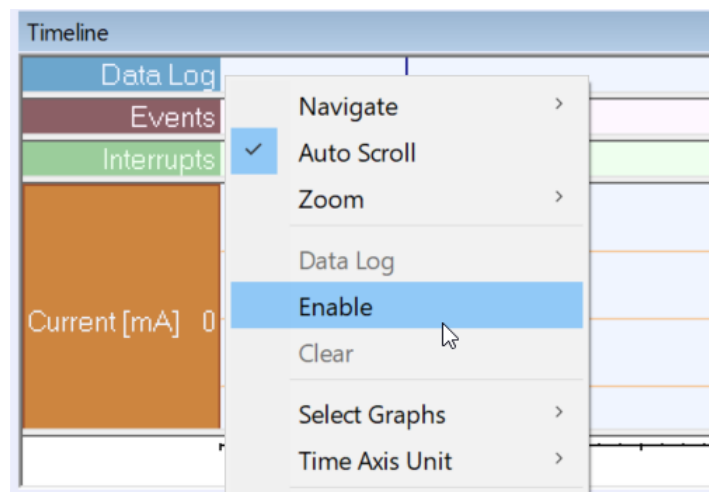 Timeline
Data Log
Events
Interrupts
Current [mA] 0
Navigate
Auto Scroll
Zoom
Data Log
Enable
Clear
Select Graphs
Time Axis Unit